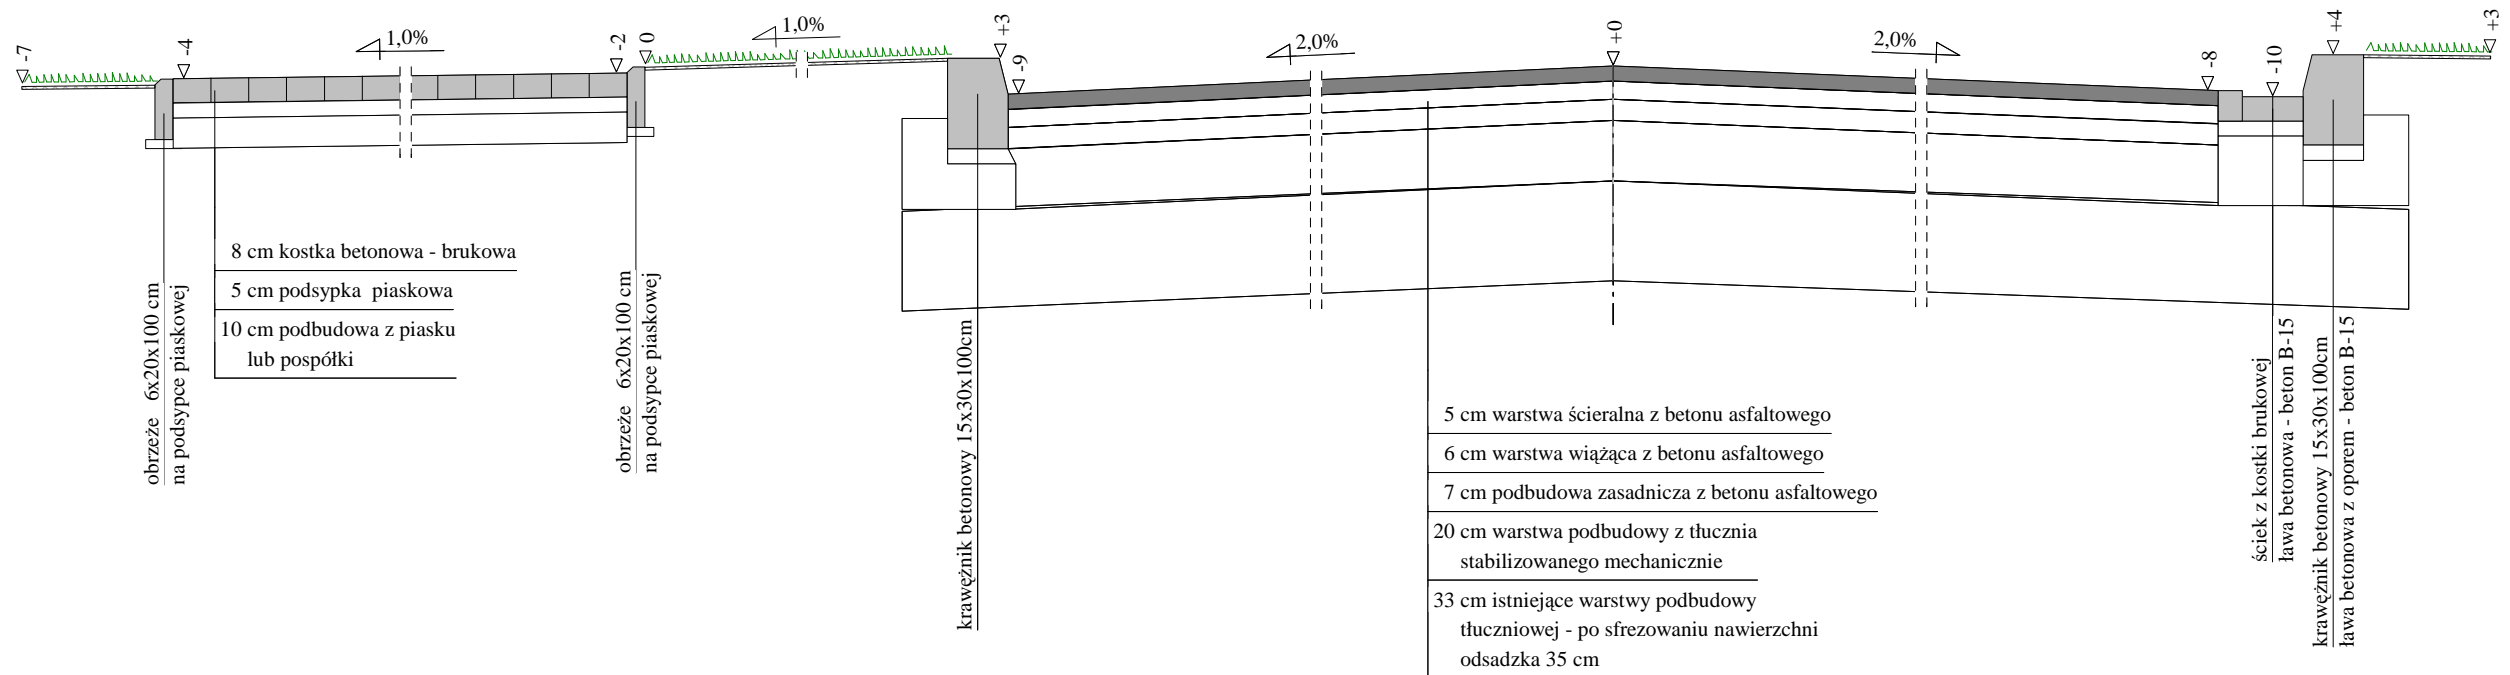 -7
-4
1,0%
-2
0
1,0%
+3
-9
2,0%
+0
2,0%
-8
-10
+4
+3
8 cm kostka betonowa - brukowa
5 cm podsypka piaskowa
10 cm podbudowa z piasku
lub pospółki
obrzeże 6x20x100 cm
na podsypce piaskowej
obrzeże 6x20x100 cm
na podsypce piaskowej
krawężnik betonowy 15x30x100cm
5 cm warstwa ścieralna z betonu asfaltowego
6 cm warstwa wiążąca z betonu asfaltowego
7 cm podbudowa zasadnicza z betonu asfaltowego
20 cm warstwa podbudowy z tłucznia
stabilizowanego mechanicznie
33 cm istniejące warstwy podbudowy
tłuczniowej - po sfrezowaniu nawierzchni
odsadzka 35 cm
ściek z kostki brukowej
ława betonowa - beton B-15
krawężnik betonowy 15x30x100cm
ława betonowa z oporem - beton B-15